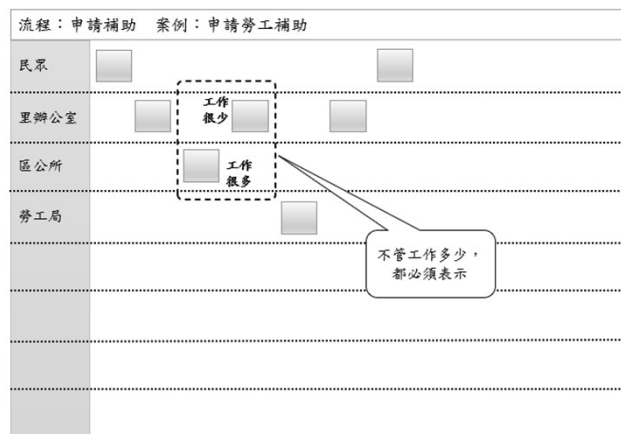 流程：申請補助　案例：申請勞工補助
民眾
里辦公室
工作
很少
區公所
工作
很多
勞工局
不管工作多少，
都必須表示